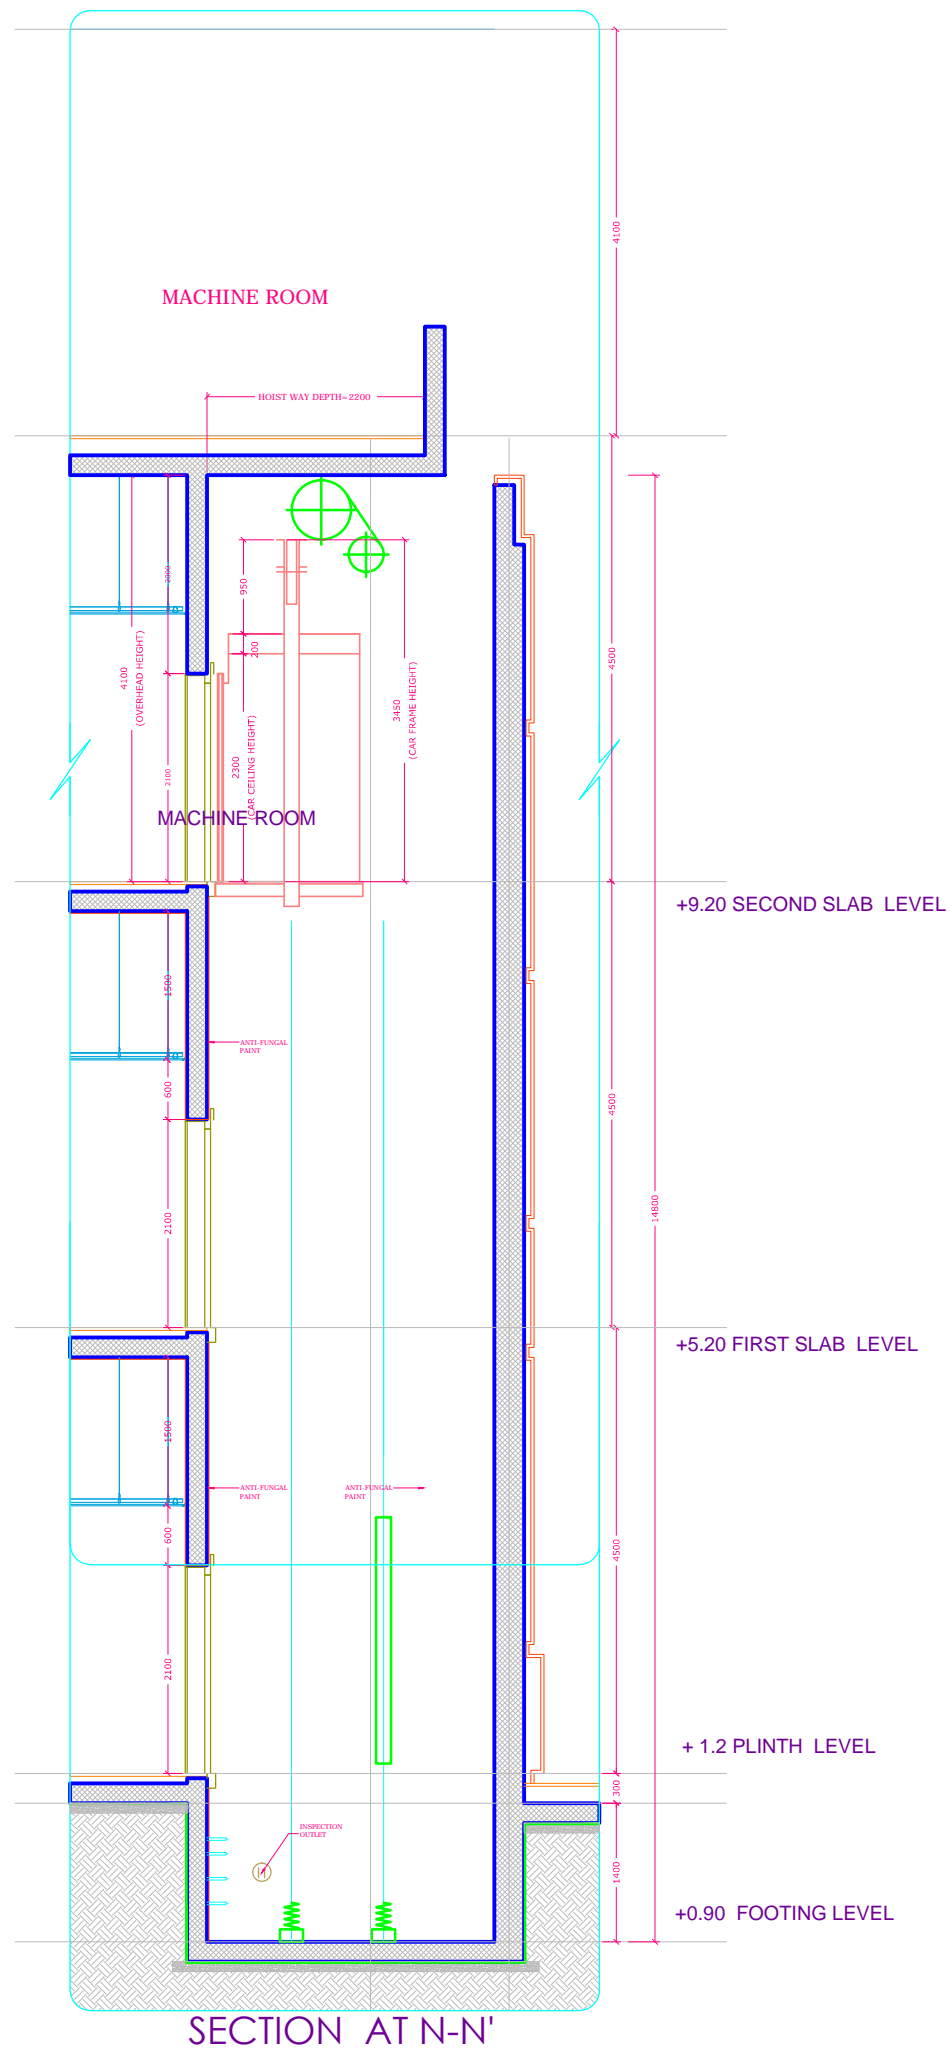 4100
MACHINE ROOM
HOIST WAY DEPTH=2200
2000
950
200
4100
(OVERHEAD HEIGHT)
3450
(CAR FRAME HEIGHT)
4500
2300
(CAR CEILING HEIGHT)
2100
MACHINE ROOM
+9.20 SECOND SLAB LEVEL
1500
ANTI-FUNGAL
PAINT
600
4500
2100
14800
+5.20 FIRST SLAB LEVEL
1500
ANTI-FUNGAL
PAINT
ANTI-FUNGAL
PAINT
600
4500
2100
+ 1.2 PLINTH LEVEL
300
INSPECTION
OUTLET
1400
+0.90 FOOTING LEVEL
SECTION AT N-N'